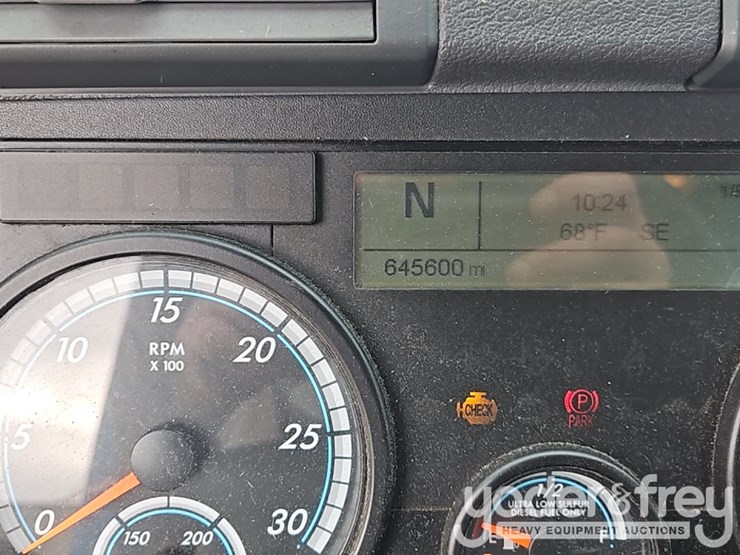 N
10:24
68°F SE
645600 mi
5
10
15
20
25
30
0
RPM
X 100
150 200
CHECK
P
PARK
1/2
ULTRA LOW SULFUR
DIESEL FUEL ONLY
E
yoder&frey
HEAVY EQUIPMENT AUCTIONS